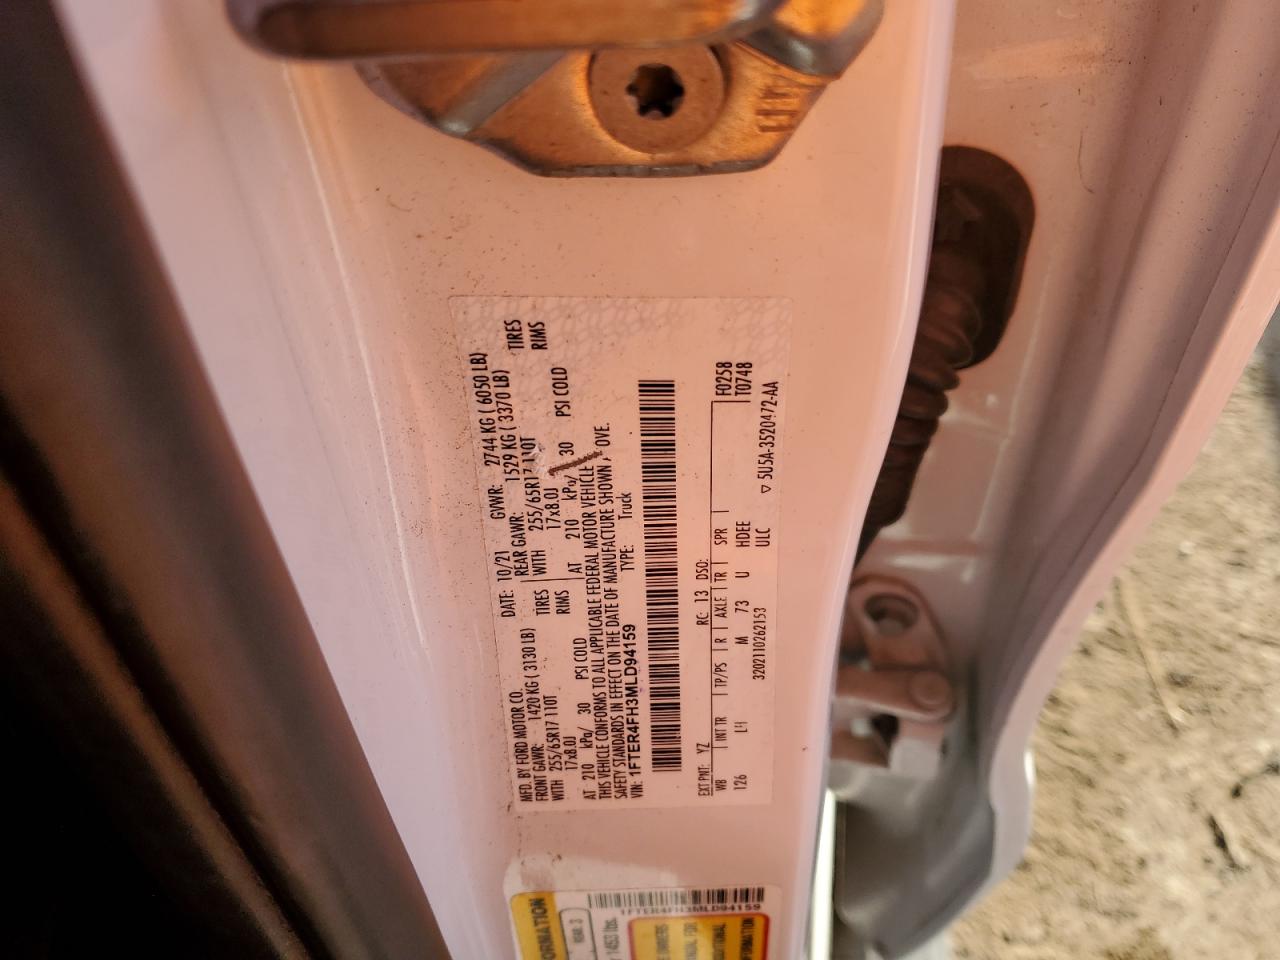 MFD. BY FORD MOTOR CO.
DATE: 10/21 GVWR: 2744 KG ( 6050 LB)
FRONT GAWR: 1420 KG ( 3130 LB) REAR GAWR: 1529 KG ( 3370 LB)
WITH 255/65R17 110T TIRES WITH 255/65R17 110T TIRES
17x8.0J RIMS 17x8.0J RIMS
AT 210 kPa/ 30 PSI COLD AT 210 kPa/ 30 PSI COLD
THIS VEHICLE CONFORMS TO ALL APPLICABLE FEDERAL MOTOR VEHICLE
SAFETY STANDARDS IN EFFECT ON THE DATE OF MANUFACTURE SHOWN OVE.
VIN: 1FTER4FH3MLD94159 TYPE: Truck
EXT PNT: YZ RC: 13 DSO: F0258
WB INT TR TP/PS R AXLE TR SPR T0748
126 LH M 73 U HDEE
ULC
3202110262153 5U5A-3520472-AA
1FTER4FH3MLD94159